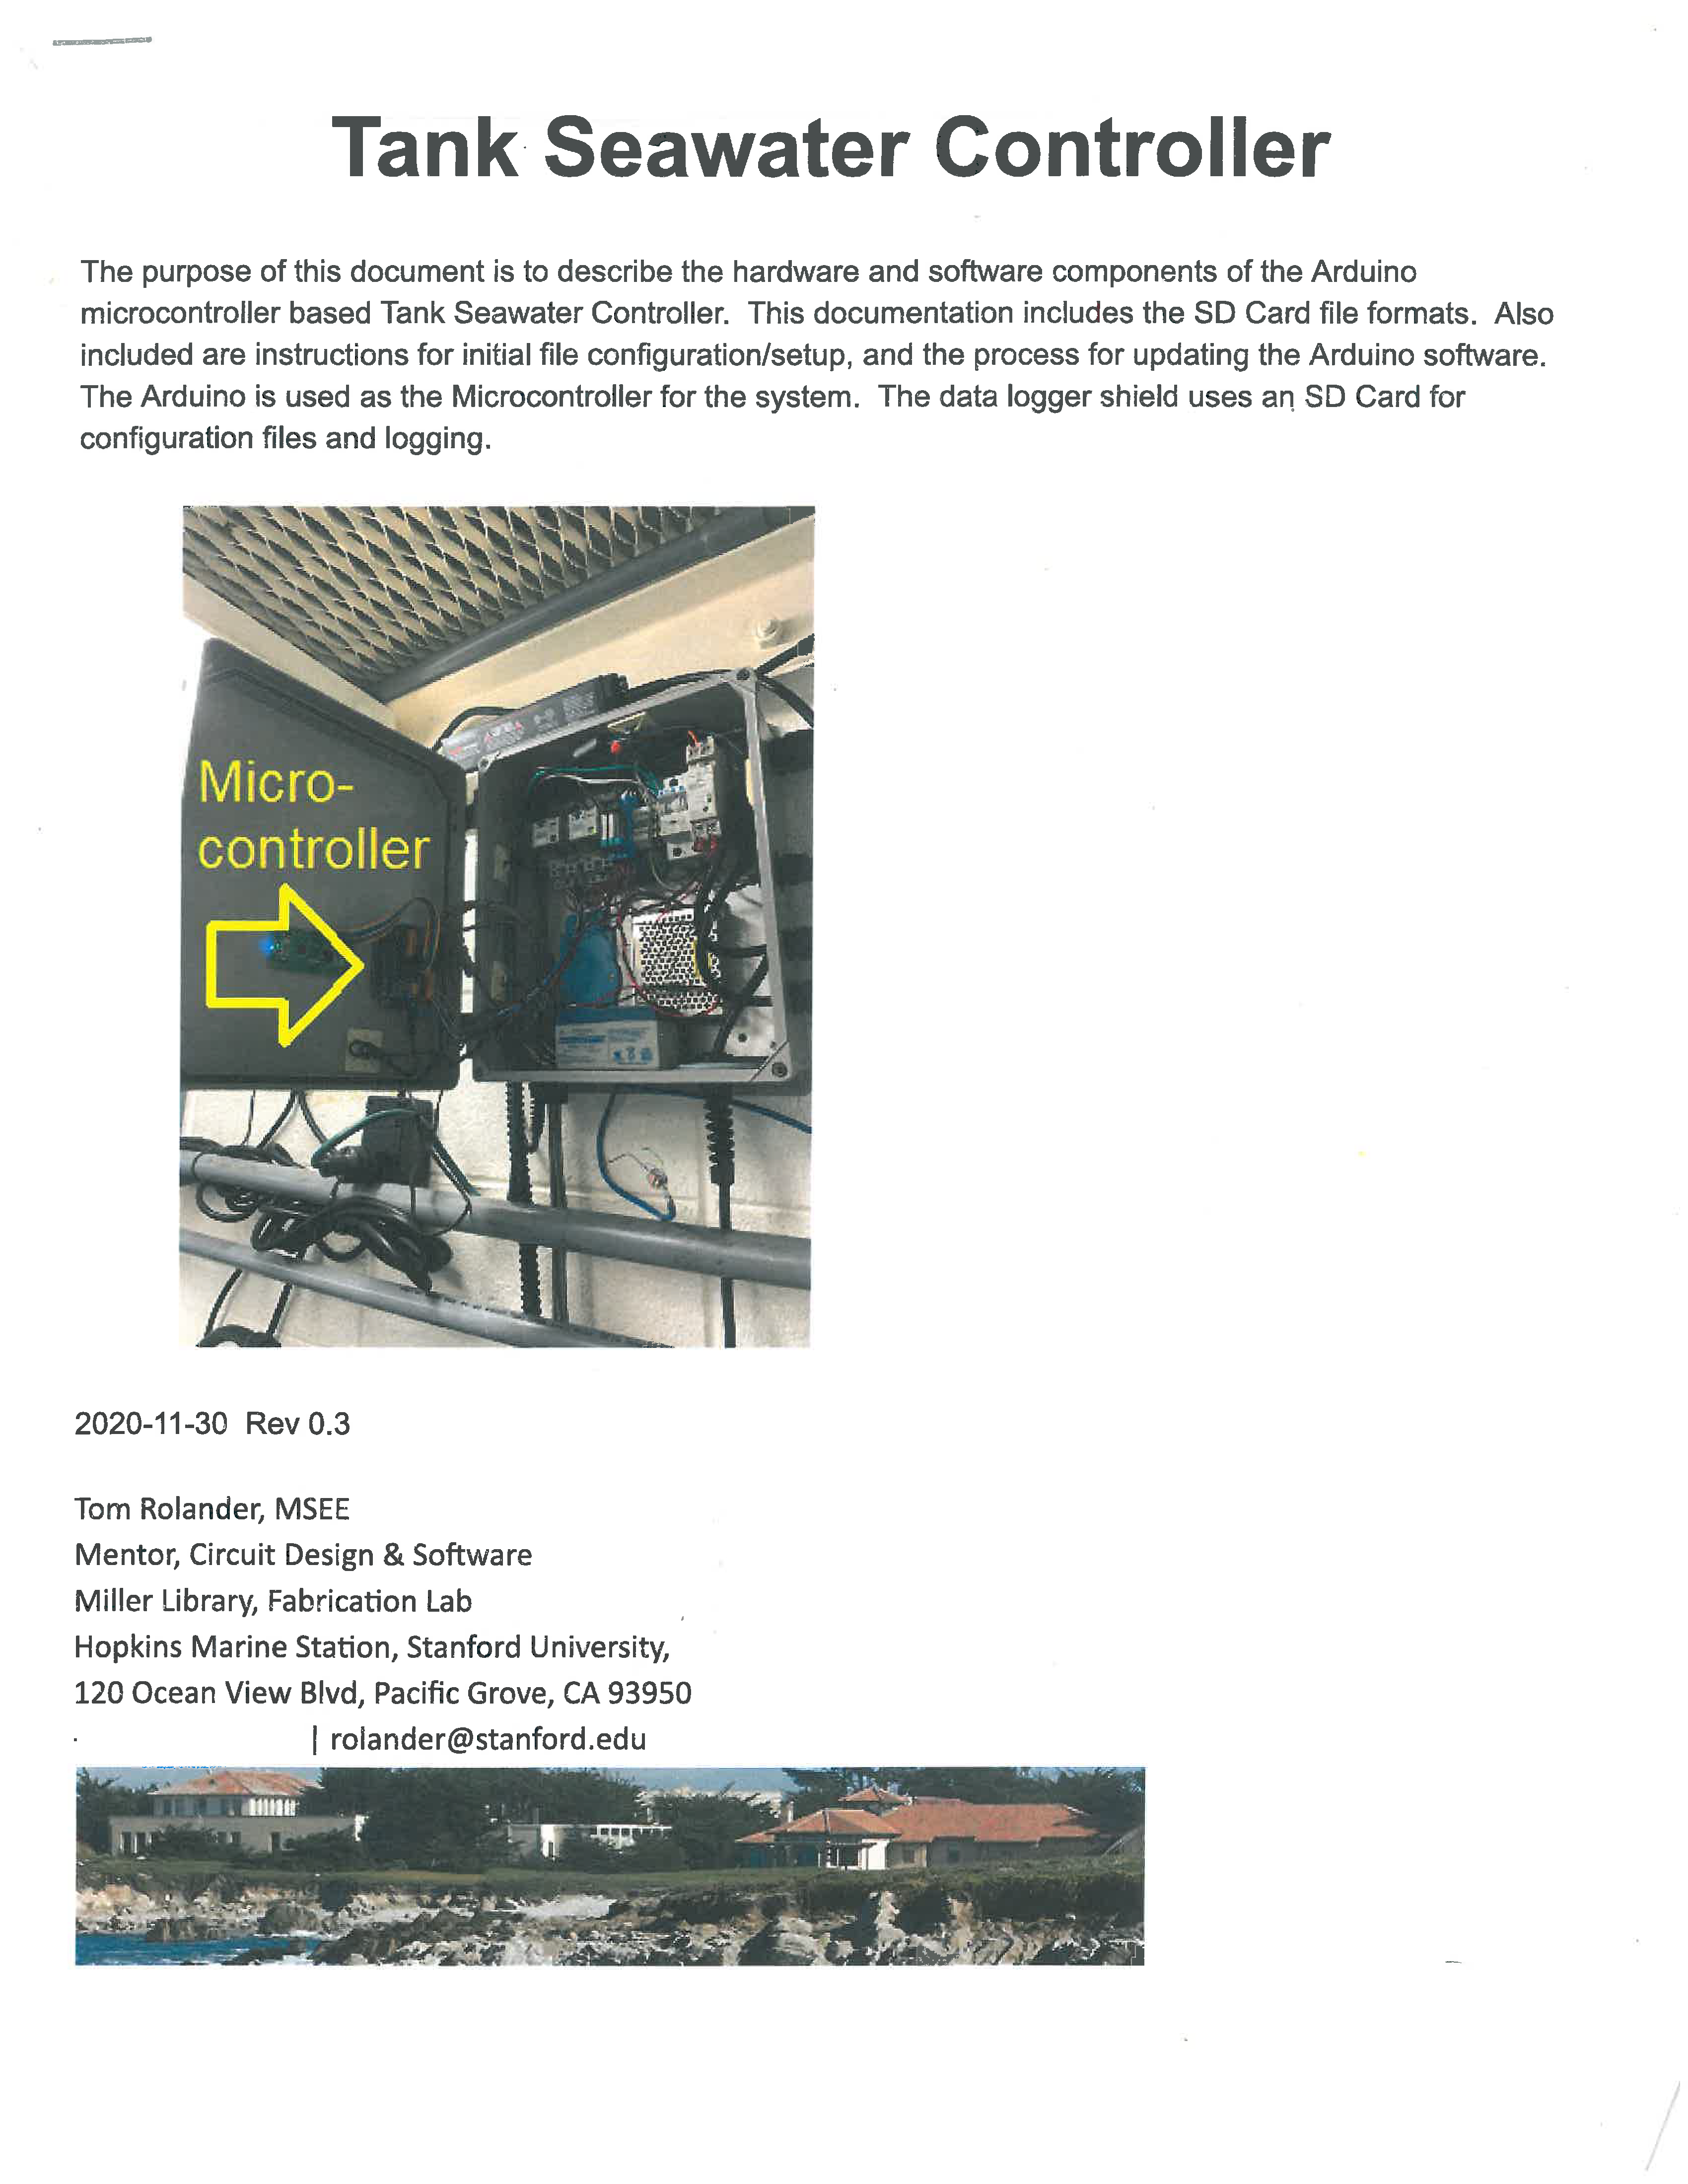 Tank Seawater Controller
The purpose of this document is to describe the hardware and software components of the Arduino
microcontroller based Tank Seawater Controller.  This documentation includes the SD Card file formats.  Also
included are instructions for initial file configuration/setup, and the process for updating the Arduino software.
The Arduino is used as the Microcontroller for the system.  The data logger shield uses an SD Card for
configuration files and logging.
Micro-
controller
2020-11-30  Rev 0.3
Tom Rolander, MSEE
Mentor, Circuit Design & Software
Miller Library, Fabrication Lab
Hopkins Marine Station, Stanford University,
120 Ocean View Blvd, Pacific Grove, CA 93950
| rolander@stanford.edu